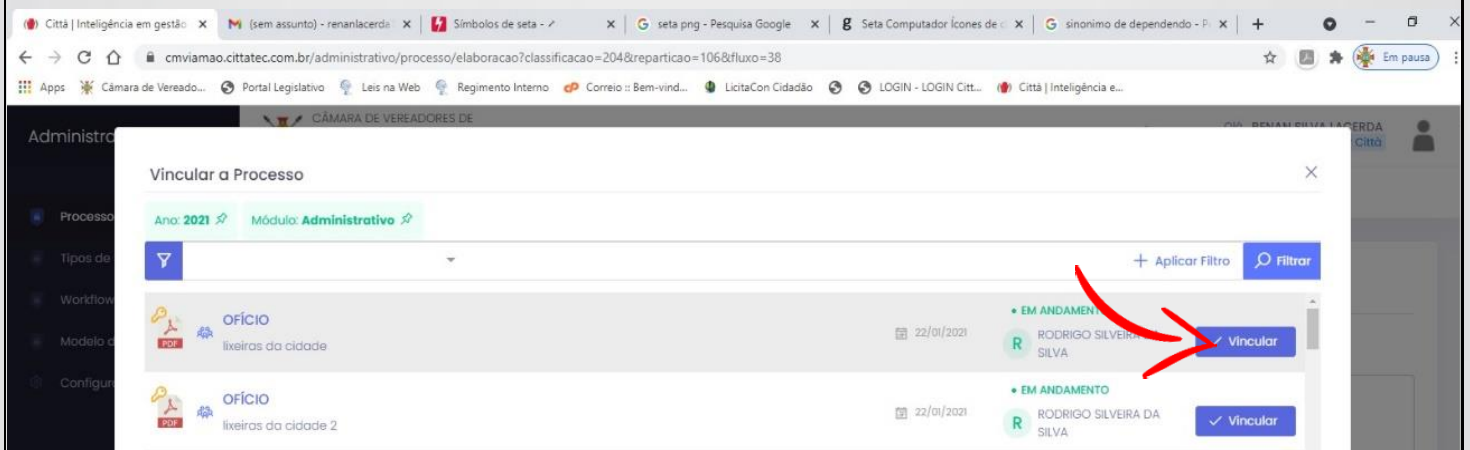 Città | Inteligência em gestão
(sem assunto) - renanlacerda
Símbolos de seta -
seta png - Pesquisa Google
Seta Computador Ícones de
sinonimo de dependendo - P
cmviamao.cittatec.com.br/administrativo/processo/elaboracao?classificacao=204&reparticao=106&fluxo=38
Em pausa
Apps Câmara de Vereado... Portal Legislativo Leis na Web Regimento Interno Correio :: Bem-vind... LicitaCon Cidadão LOGIN - LOGIN Citt... Città | Inteligência e...
CÂMARA DE VEREADORES DE
Administra
Olá, RENAN SILVA LACERDA
Città
Vincular a Processo
Processo
Ano: 2021 Módulo: Administrativo
Tipos de
+ Aplicar Filtro Filtrar
Workflow
Modelo d
Configura
PDF
OFÍCIO
lixeiras da cidade
22/01/2021
• EM ANDAMENTO
R RODRIGO SILVEIRA DA
SILVA
Vincular
PDF
OFÍCIO
lixeiras da cidade 2
22/01/2021
• EM ANDAMENTO
R RODRIGO SILVEIRA DA
SILVA
Vincular